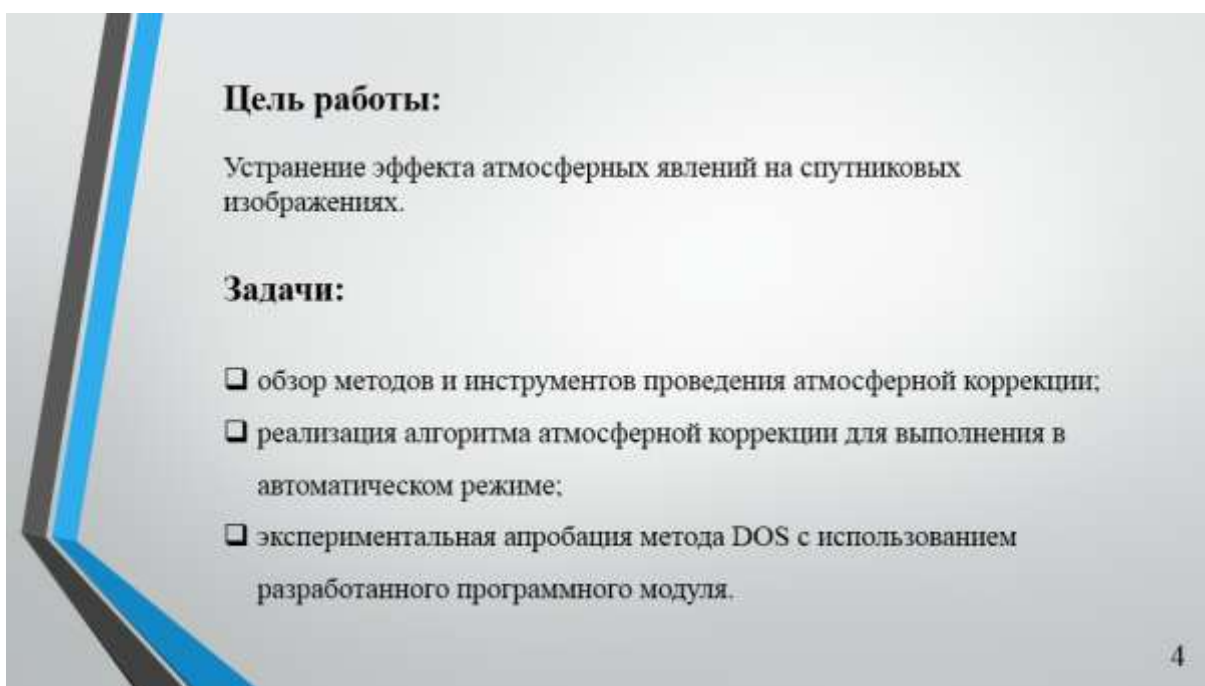 Цель работы:
Устранение эффекта атмосферных явлений на спутниковых
изображениях.
Задачи:
❑ обзор методов и инструментов проведения атмосферной коррекции;
❑ реализация алгоритма атмосферной коррекции для выполнения в
автоматическом режиме;
❑ экспериментальная апробация метода DOS с использованием
разработанного программного модуля.
4